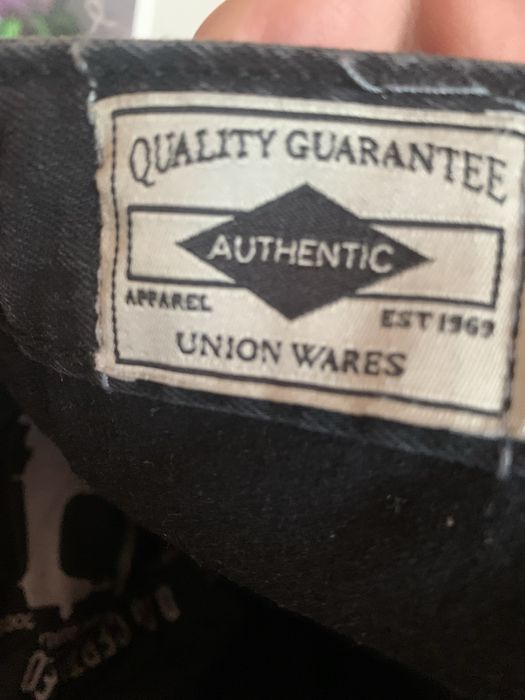 QUALITY GUARANTEE
AUTHENTIC
APPAREL
EST 1969
UNION WARES